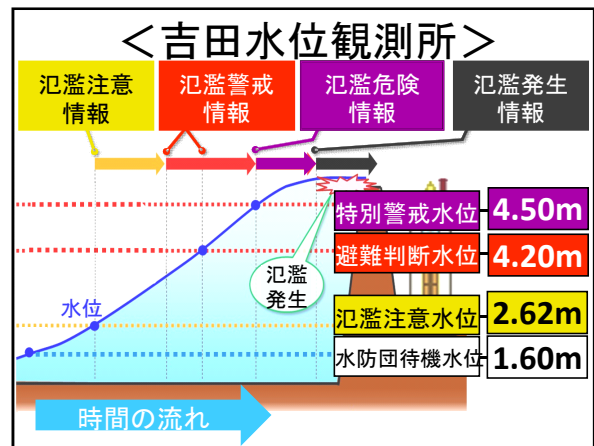 ＜吉田水位観測所＞
氾濫注意
情報
氾濫警戒
情報
氾濫危険
情報
氾濫発生
情報
特別警戒水位
4.50m
避難判断水位
4.20m
氾濫
発生
水位
氾濫注意水位
2.62m
水防団待機水位
1.60m
時間の流れ